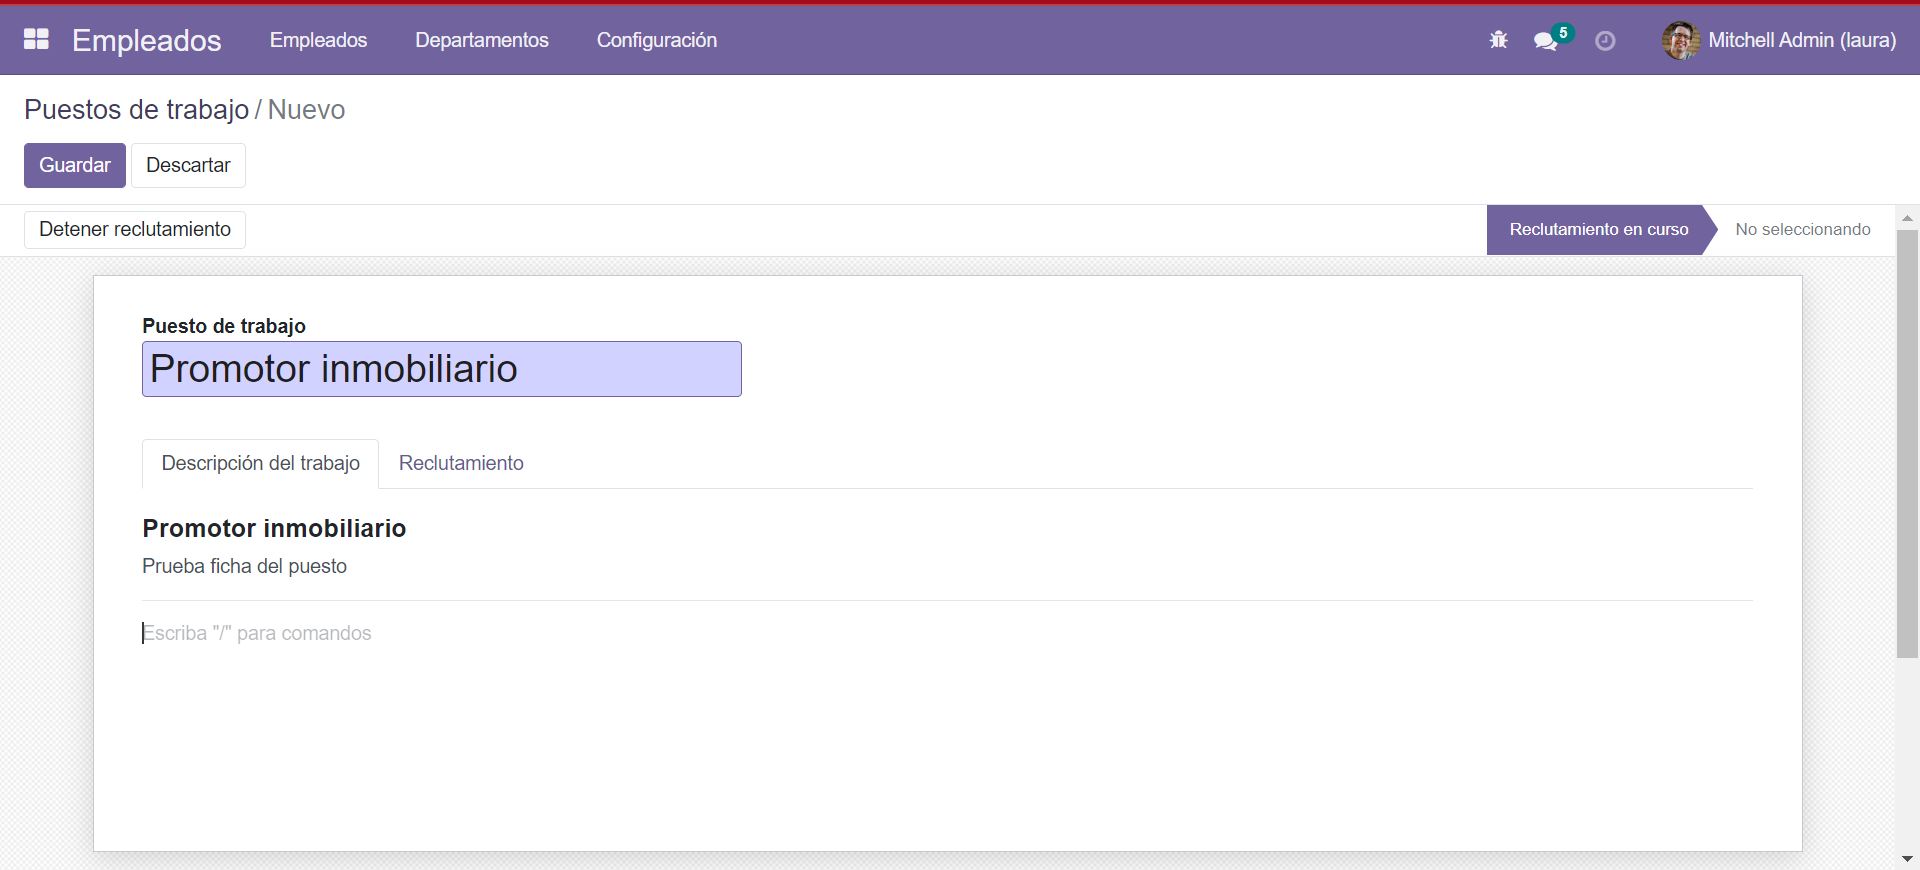 Empleados Empleados Departamentos Configuración 5 Mitchell Admin (laura)
Puestos de trabajo / Nuevo
Guardar Descartar
Detener reclutamiento Reclutamiento en curso No seleccionando
Puesto de trabajo
Promotor inmobiliario
Descripción del trabajo Reclutamiento
Promotor inmobiliario
Prueba ficha del puesto
Escriba "/" para comandos